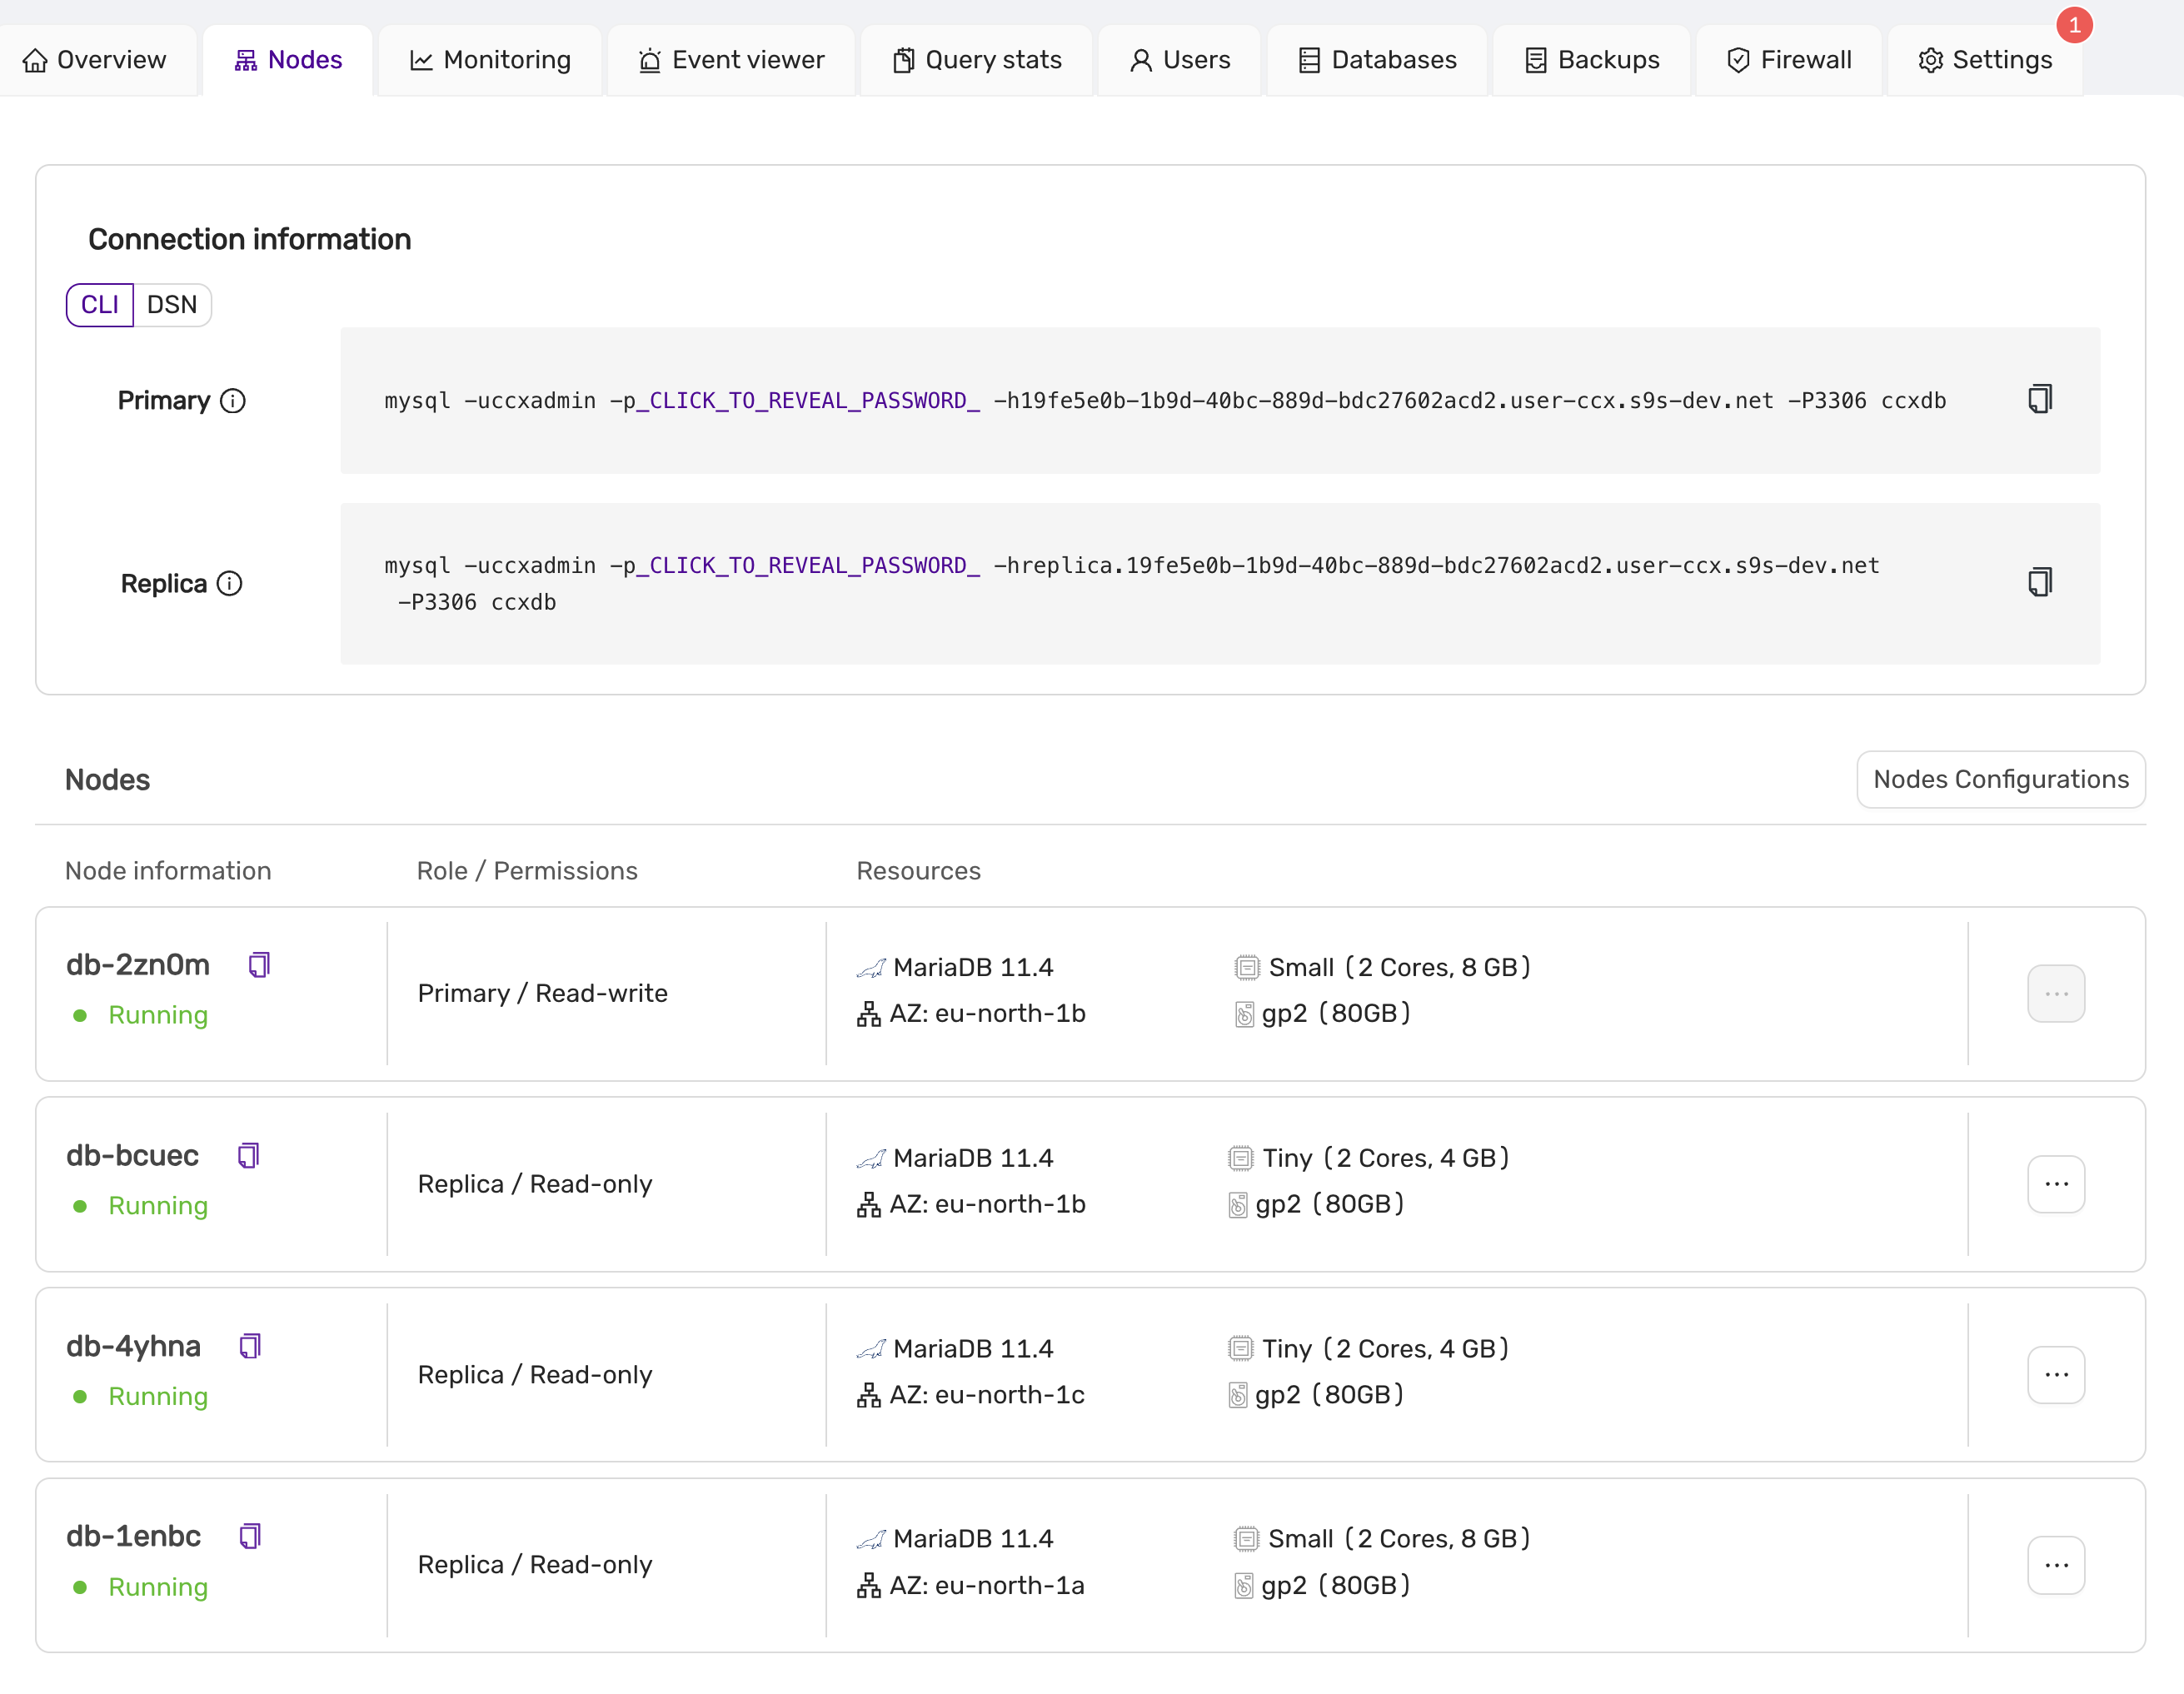 Overview Nodes Monitoring Event viewer Query stats Users Databases Backups Firewall Settings 1
Connection information
CLI DSN
Primary mysql -uccxadmin -p_CLICK_TO_REVEAL_PASSWORD_ -h19fe5e0b-1b9d-40bc-889d-bdc27602acd2.user-ccx.s9s-dev.net -P3306 ccxdb
Replica mysql -uccxadmin -p_CLICK_TO_REVEAL_PASSWORD_ -hreplica.19fe5e0b-1b9d-40bc-889d-bdc27602acd2.user-ccx.s9s-dev.net
-P3306 ccxdb
Nodes Nodes Configurations
Node information Role / Permissions Resources
db-2zn0m MariaDB 11.4 Small (2 Cores, 8 GB)
Primary / Read-write
Running AZ: eu-north-1b gp2 (80GB)
db-bcuec MariaDB 11.4 Tiny (2 Cores, 4 GB)
Replica / Read-only
Running AZ: eu-north-1b gp2 (80GB)
db-4yhna MariaDB 11.4 Tiny (2 Cores, 4 GB)
Replica / Read-only
Running AZ: eu-north-1c gp2 (80GB)
db-1enbc MariaDB 11.4 Small (2 Cores, 8 GB)
Replica / Read-only
Running AZ: eu-north-1a gp2 (80GB)